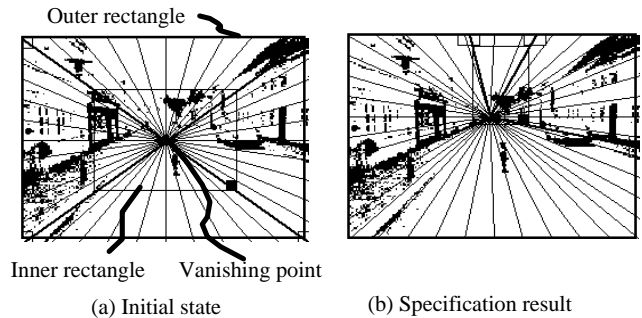 Outer rectangle
Inner rectangle
Vanishing point
(a) Initial state
(b) Specification result